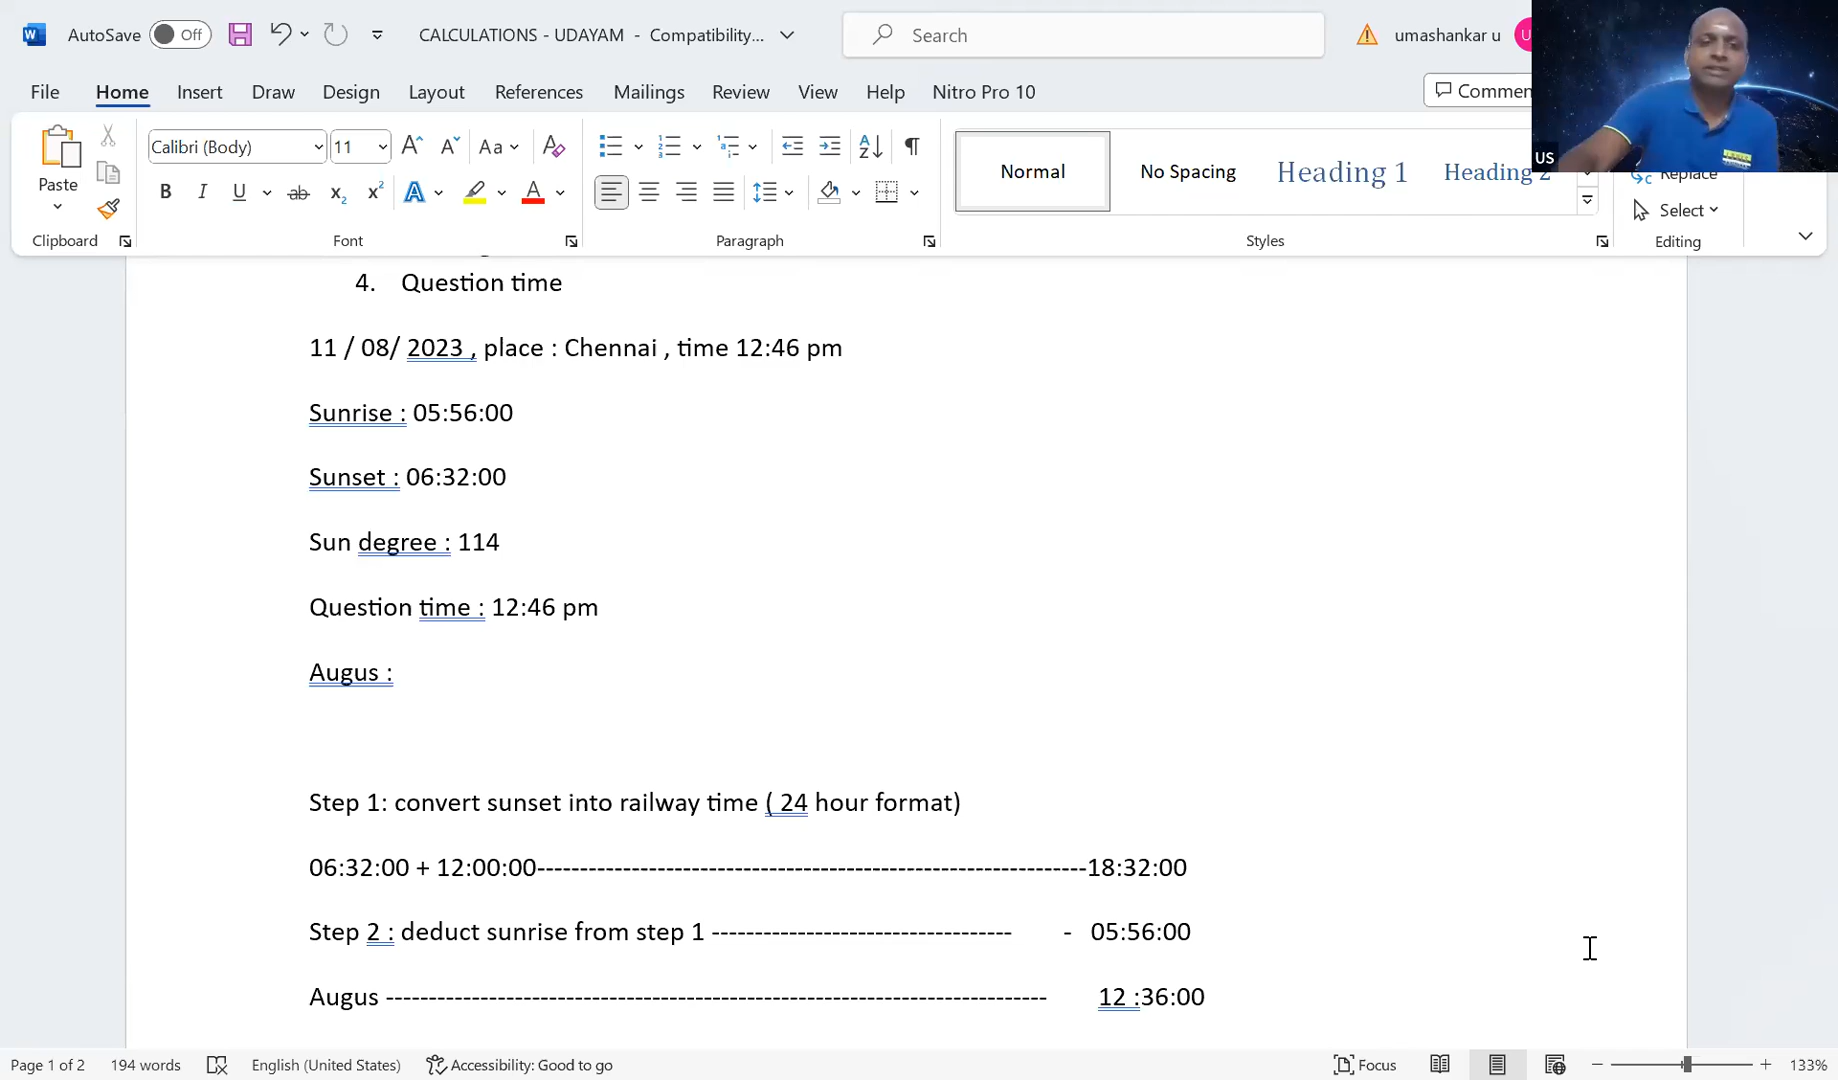 AutoSave Off CALCULATIONS - UDAYAM - Compatibility... Search umashankar u
File Home Insert Draw Design Layout References Mailings Review View Help Nitro Pro 10
US
Paste Calibri (Body) 11 Aa Normal No Spacing Heading 1 Heading 2 Replace
Select
Clipboard Font Paragraph Styles Editing
4. Question time
11 / 08/ 2023 , place : Chennai , time 12:46 pm
Sunrise : 05:56:00
Sunset : 06:32:00
Sun degree : 114
Question time : 12:46 pm
Augus :
Step 1: convert sunset into railway time ( 24 hour format)
06:32:00 + 12:00:00----------------------------------------------------------------18:32:00
Step 2 : deduct sunrise from step 1 ----------------------------------- - 05:56:00
Augus ----------------------------------------------------------------------------- 12 :36:00
Page 1 of 2 194 words English (United States) Accessibility: Good to go Focus 133%